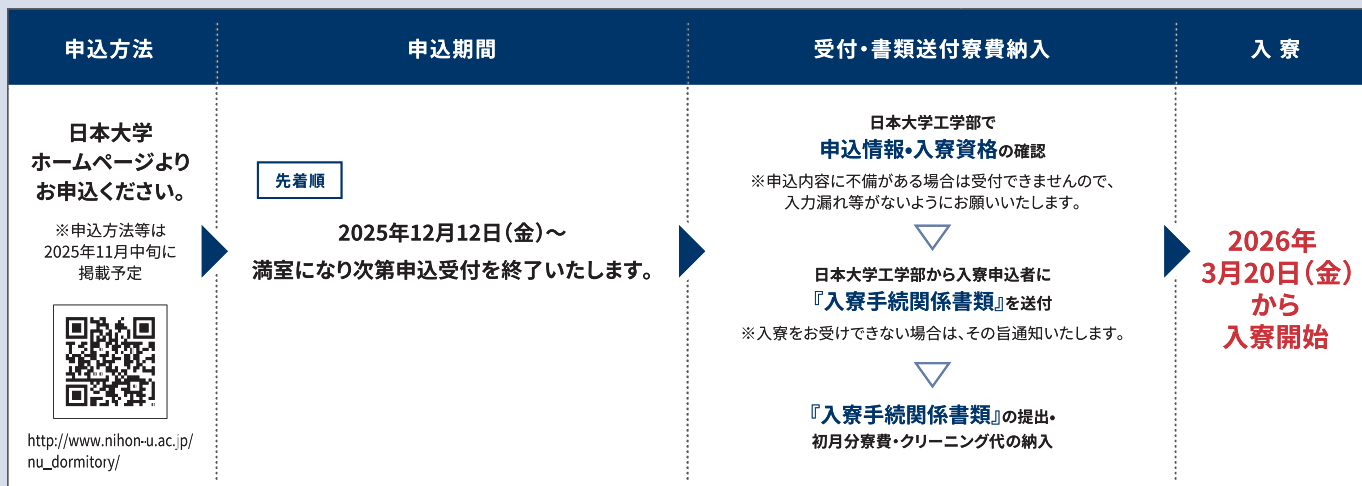 申込方法
日本大学
ホームページより
お申込ください。
※申込方法等は
2025年11月中旬に
掲載予定
http://www.nihon-u.ac.jp/
nu_dormitory/
申込期間
先着順
2025年12月12日（金）～
満室になり次第申込受付を終了いたします。
受付・書類送付寮費納入
日本大学工学部で
申込情報・入寮資格の確認
※申込内容に不備がある場合は受付できませんので、
入力漏れ等がないようにお願いいたします。
日本大学工学部から入寮申込者に
『入寮手続関係書類』を送付
※入寮をお受けできない場合は、その旨通知いたします。
『入寮手続関係書類』の提出・
初月分寮費・クリーニング代の納入
入 寮
2026年
3月20日（金）
から
入寮開始